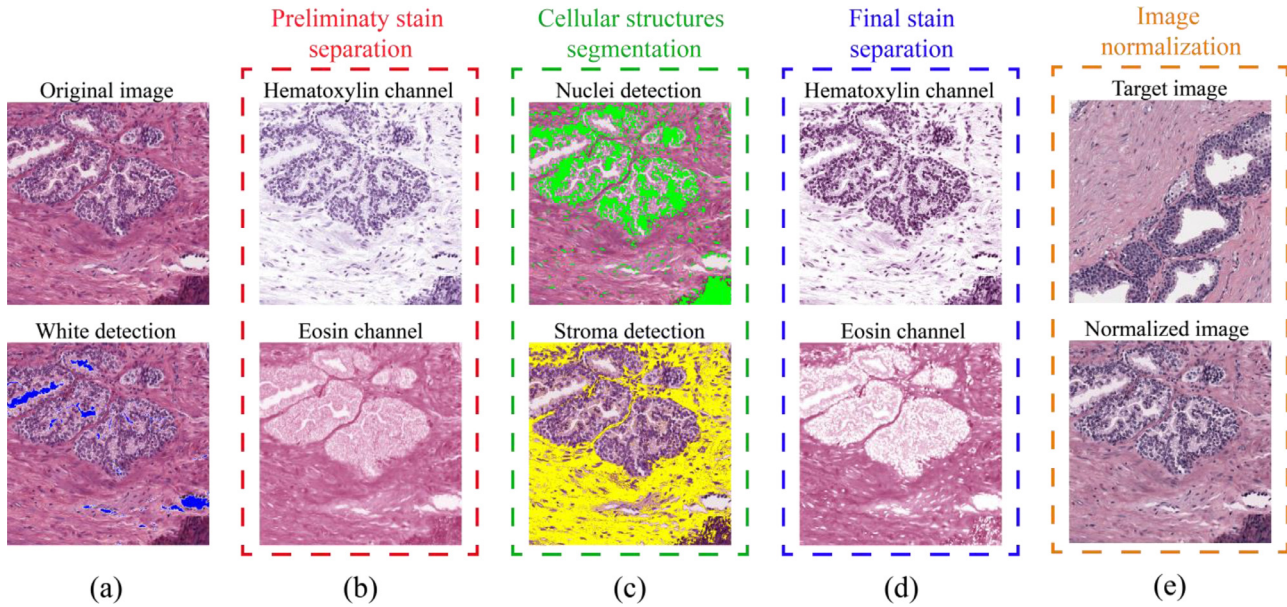 Preliminaty stain
separation
Cellular structures
segmentation
Final stain
separation
Image
normalization
Original image
Hematoxylin channel
Nuclei detection
Hematoxylin channel
Target image
White detection
Eosin channel
Stroma detection
Eosin channel
Normalized image
(a)
(b)
(c)
(d)
(e)